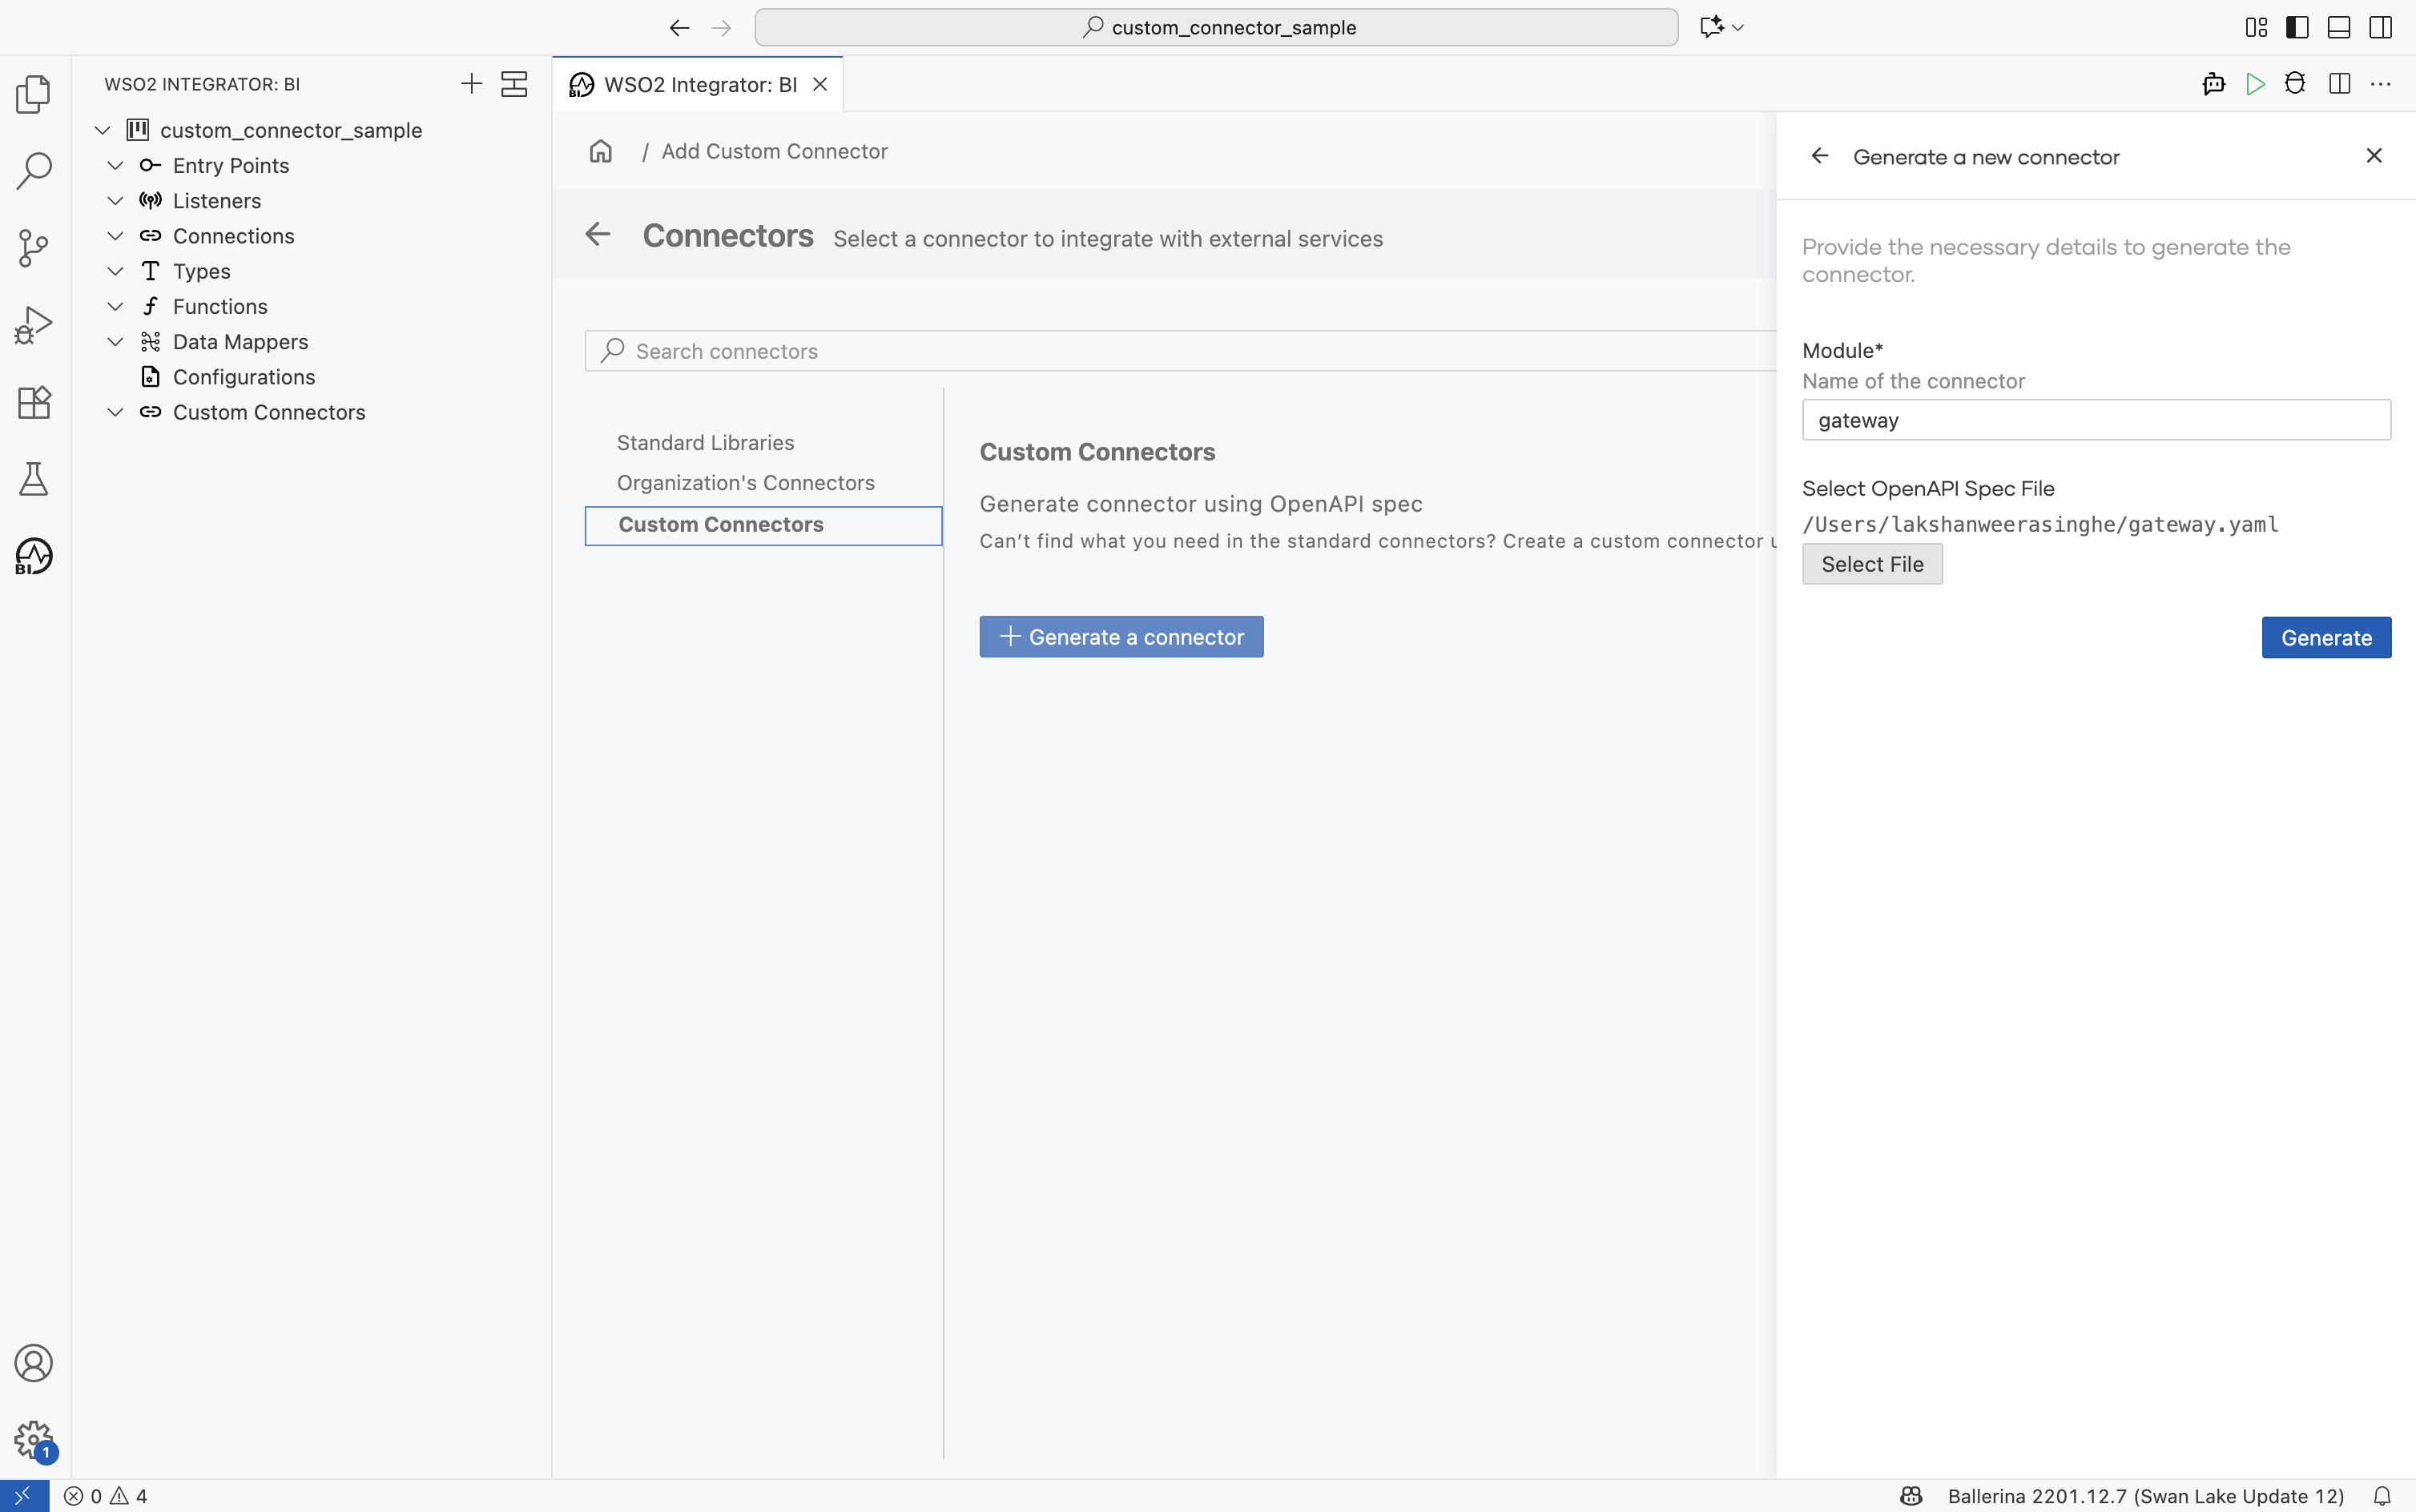 custom_connector_sample
WSO2 INTEGRATOR: BI
custom_connector_sample
Entry Points
Listeners
Connections
Types
Functions
Data Mappers
Configurations
Custom Connectors
BI
1
BI
WSO2 Integrator: BI
/ Add Custom Connector
Connectors Select a connector to integrate with external services
Search connectors
Standard Libraries
Organization's Connectors
Custom Connectors
Custom Connectors
Generate connector using OpenAPI spec
Can't find what you need in the standard connectors? Create a custom connector
Generate a connector
Generate a new connector
Provide the necessary details to generate the
connector.
Module*
Name of the connector
gateway
Select OpenAPI Spec File
/Users/lakshanweerasinghe/gateway.yaml
Select File
Generate
0 4
Ballerina 2201.12.7 (Swan Lake Update 12)